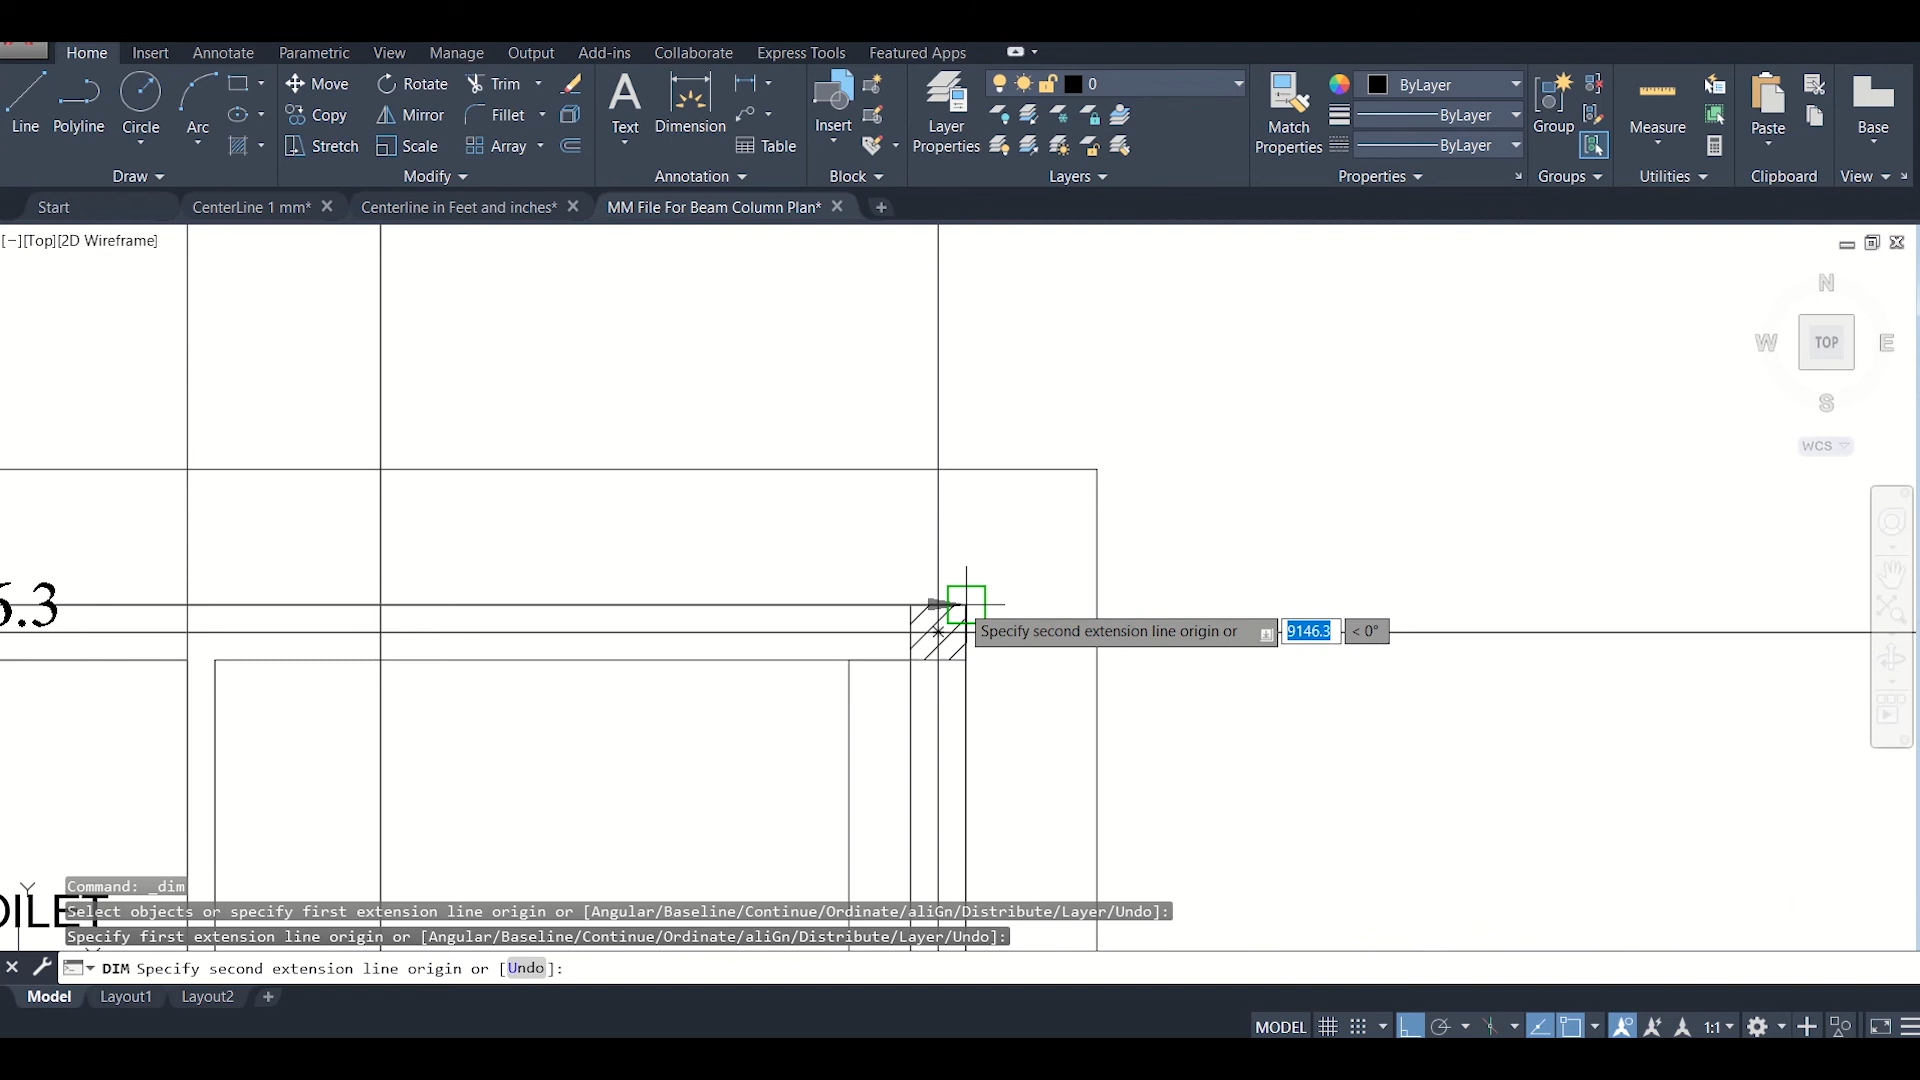 Home Insert Annotate Parametric View Manage Output Add-ins Collaborate Express Tools Featured Apps
Move Rotate Trim
0
ByLayer
Line Polyline Circle Arc
Copy Mirror Fillet
Text Dimension
Insert
Layer Properties
Match Properties
ByLayer
Group
Measure
Paste
Base
Stretch Scale Array
Table
ByLayer
Draw Modify Annotation Block Layers Properties Groups Utilities Clipboard View
Start CenterLine 1 mm* Centerline in Feet and inches* MM File For Beam Column Plan*
[−][Top][2D Wireframe]
N
W TOP E
S
WCS
6.3
Specify second extension line origin or 9146.3 < 0°
Command: _dim
OILET
Select objects or specify first extension line origin or [Angular/Baseline/Continue/Ordinate/aliGn/Distribute/Layer/Undo]:
Specify first extension line origin or [Angular/Baseline/Continue/Ordinate/aliGn/Distribute/Layer/Undo]:
DIM Specify second extension line origin or [Undo]:
Model Layout1 Layout2
MODEL 1:1